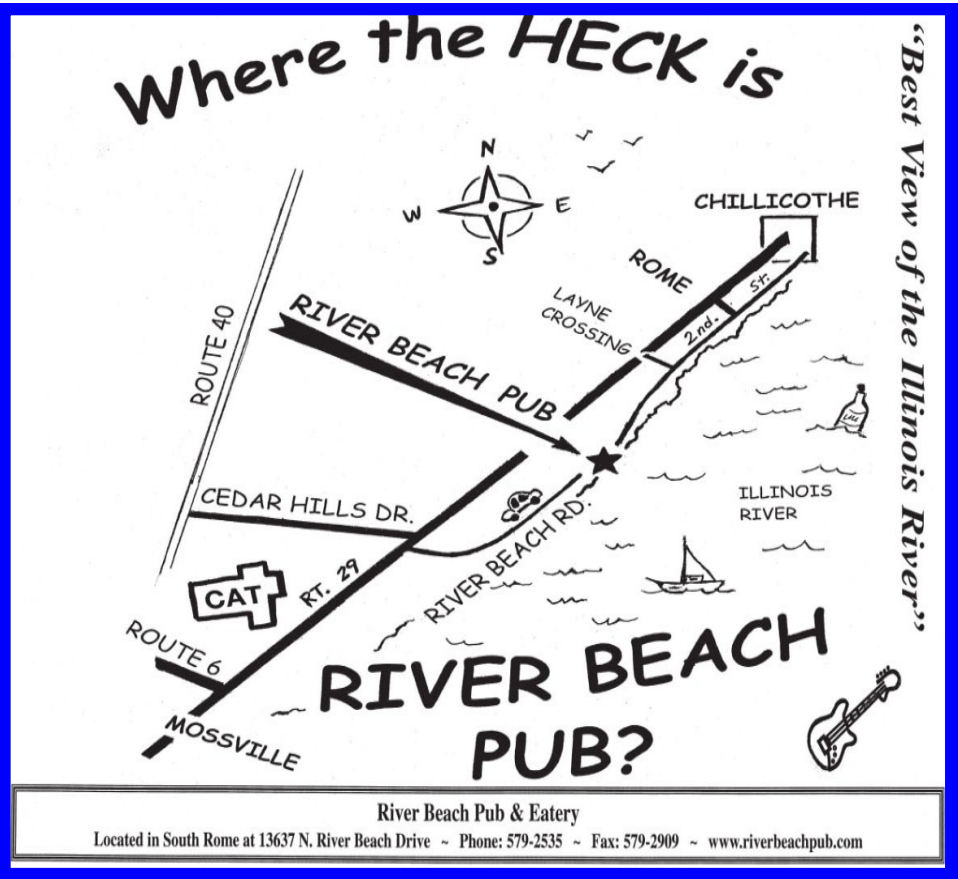 Where the HECK is
"Best View of the Illinois River"
N
W
E
S
CHILLICOTHE
ROME
LAYNE
CROSSING
2nd. St.
ROUTE 40
RIVER BEACH PUB
CEDAR HILLS DR.
ILLINOIS
RIVER
RIVER BEACH RD.
CAT
RT. 29
ROUTE 6
MOSSVILLE
RIVER BEACH
PUB?
River Beach Pub & Eatery
Located in South Rome at 13637 N. River Beach Drive ~ Phone: 579-2535 ~ Fax: 579-2909 ~ www.riverbeachpub.com